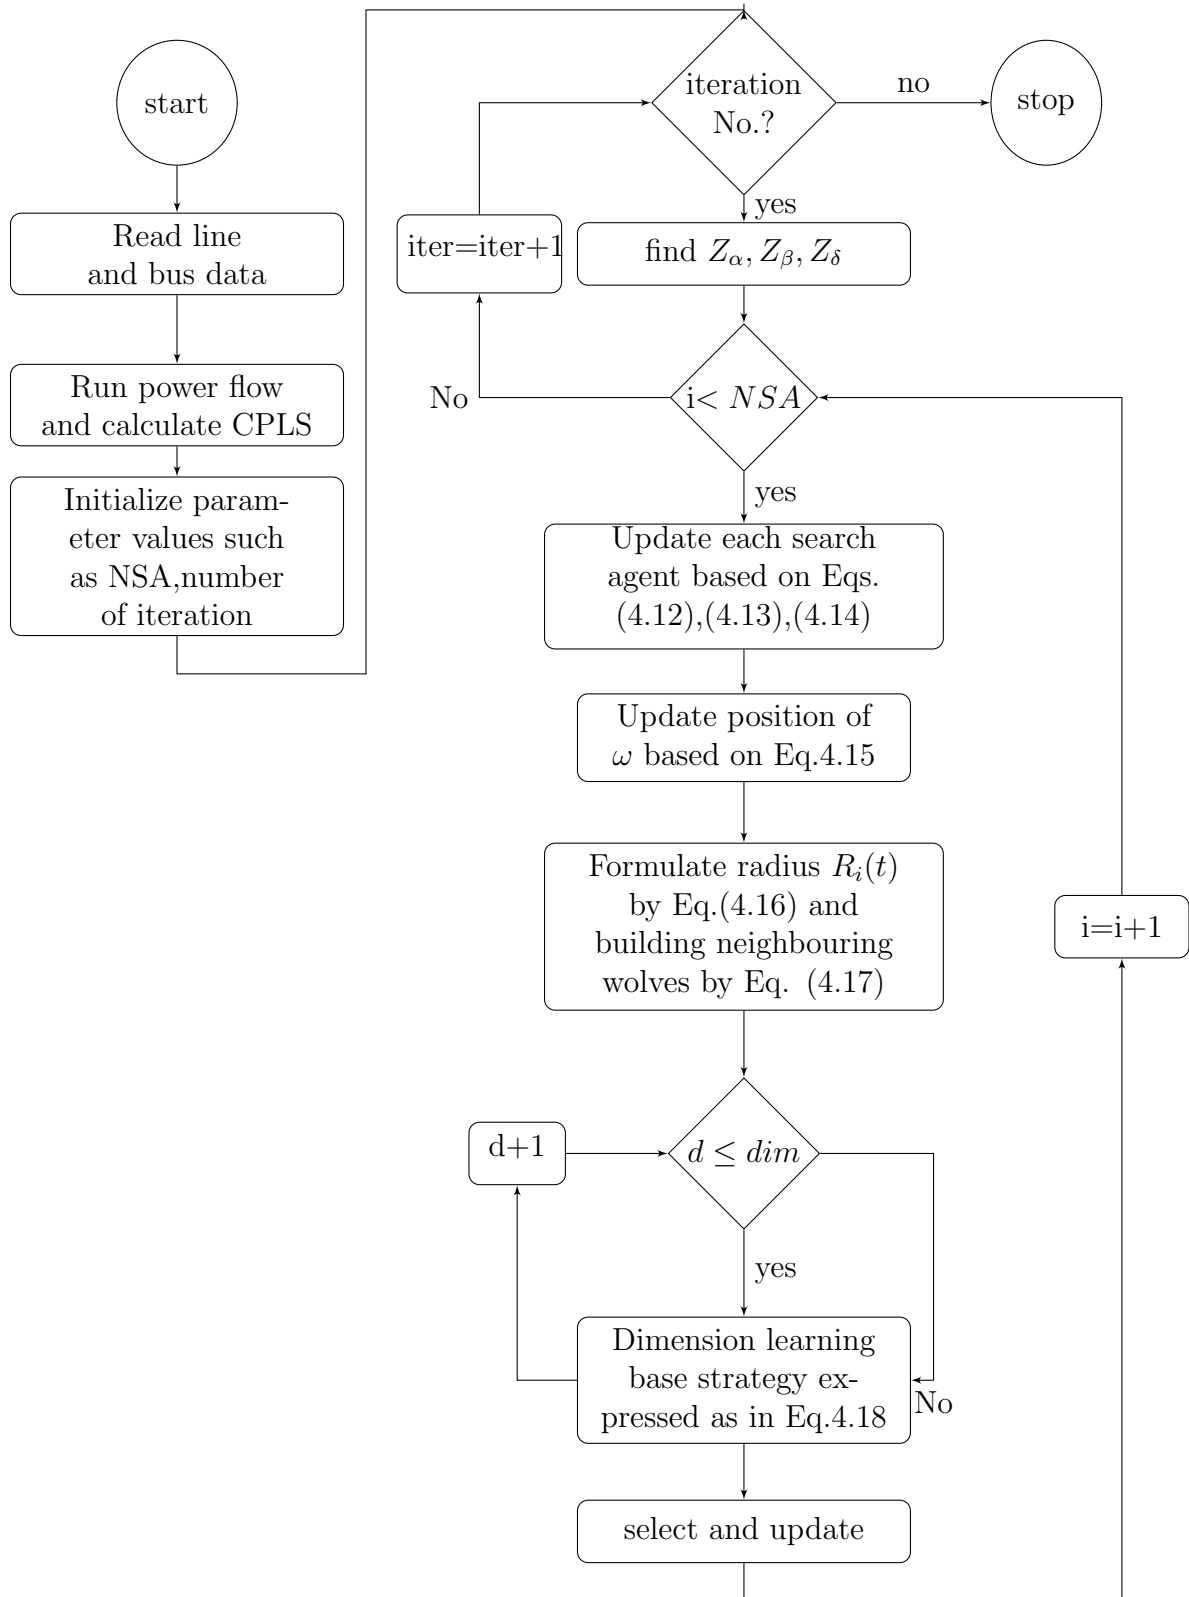 start
Read line
and bus data
Run power flow
and calculate CPLS
Initialize param-
eter values such
as NSA,number
of iteration
iteration
No.?
no
stop
yes
iter=iter+1
find Z_α, Z_β, Z_δ
i< NSA
No
yes
Update each search
agent based on Eqs.
(4.12),(4.13),(4.14)
Update position of
ω based on Eq.4.15
Formulate radius R_i(t)
by Eq.(4.16) and
building neighbouring
wolves by Eq. (4.17)
i=i+1
d+1
d ≤ dim
yes
Dimension learning
base strategy ex-
pressed as in Eq.4.18
No
select and update